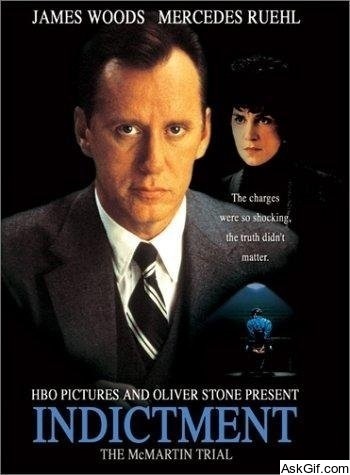 JAMES WOODS MERCEDES RUEHL
The charges
were so shocking,
the truth didn't
matter.
HBO PICTURES AND OLIVER STONE PRESENT
INDICTMENT
THE McMARTIN TRIAL
AskGif.com